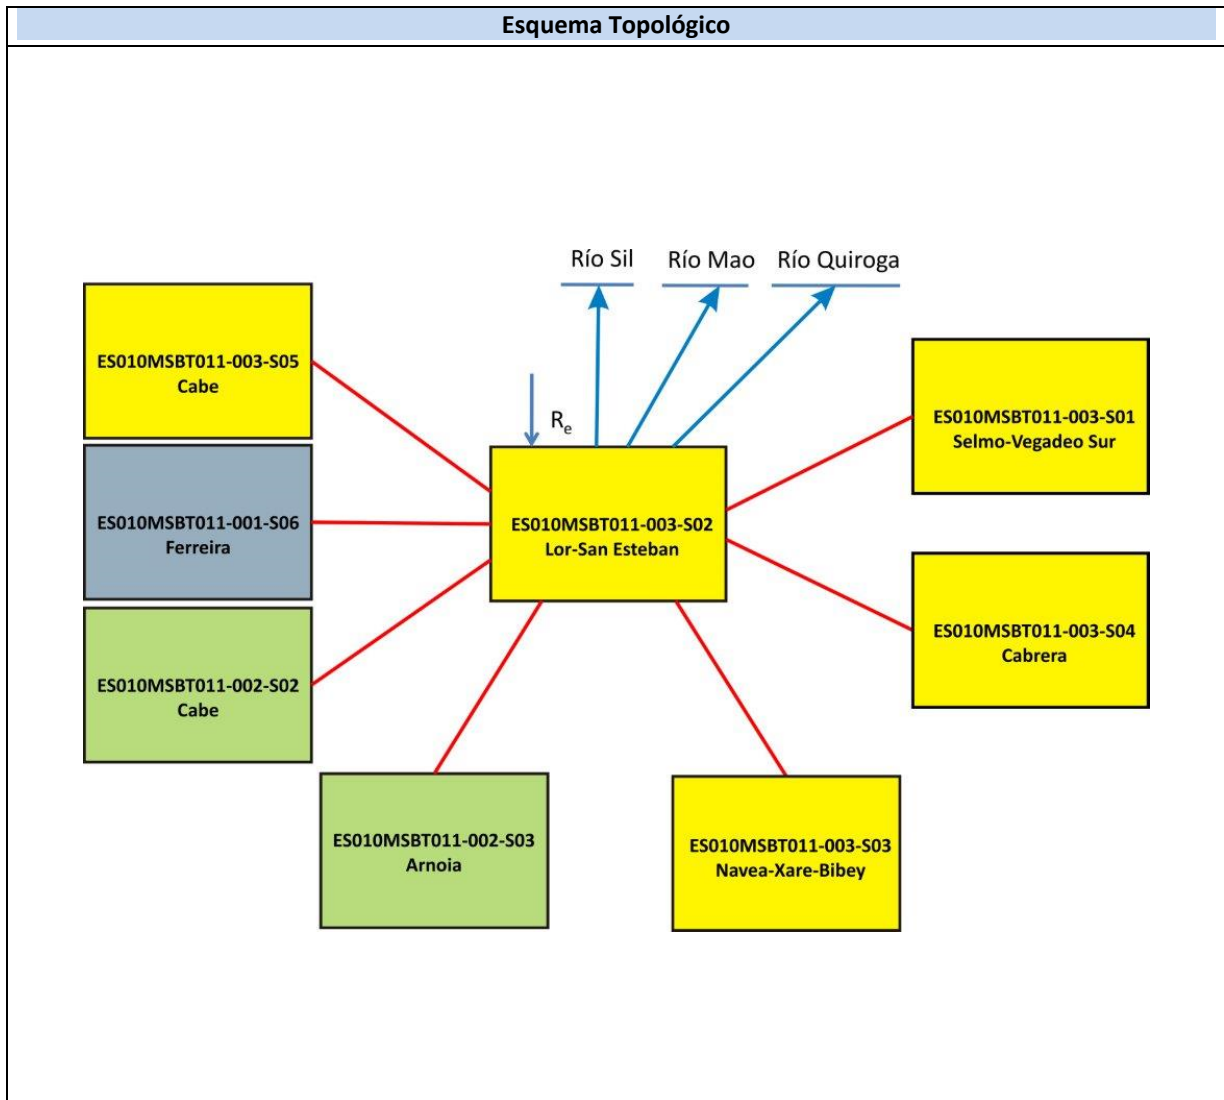 Esquema Topológico
Río Sil
Río Mao
Río Quiroga
ES010MSBT011-003-S05
Cabe
Re
ES010MSBT011-003-S01
Selmo-Vegadeo Sur
ES010MSBT011-001-S06
Ferreira
ES010MSBT011-003-S02
Lor-San Esteban
ES010MSBT011-003-S04
Cabrera
ES010MSBT011-002-S02
Cabe
ES010MSBT011-002-S03
Arnoia
ES010MSBT011-003-S03
Navea-Xare-Bibey